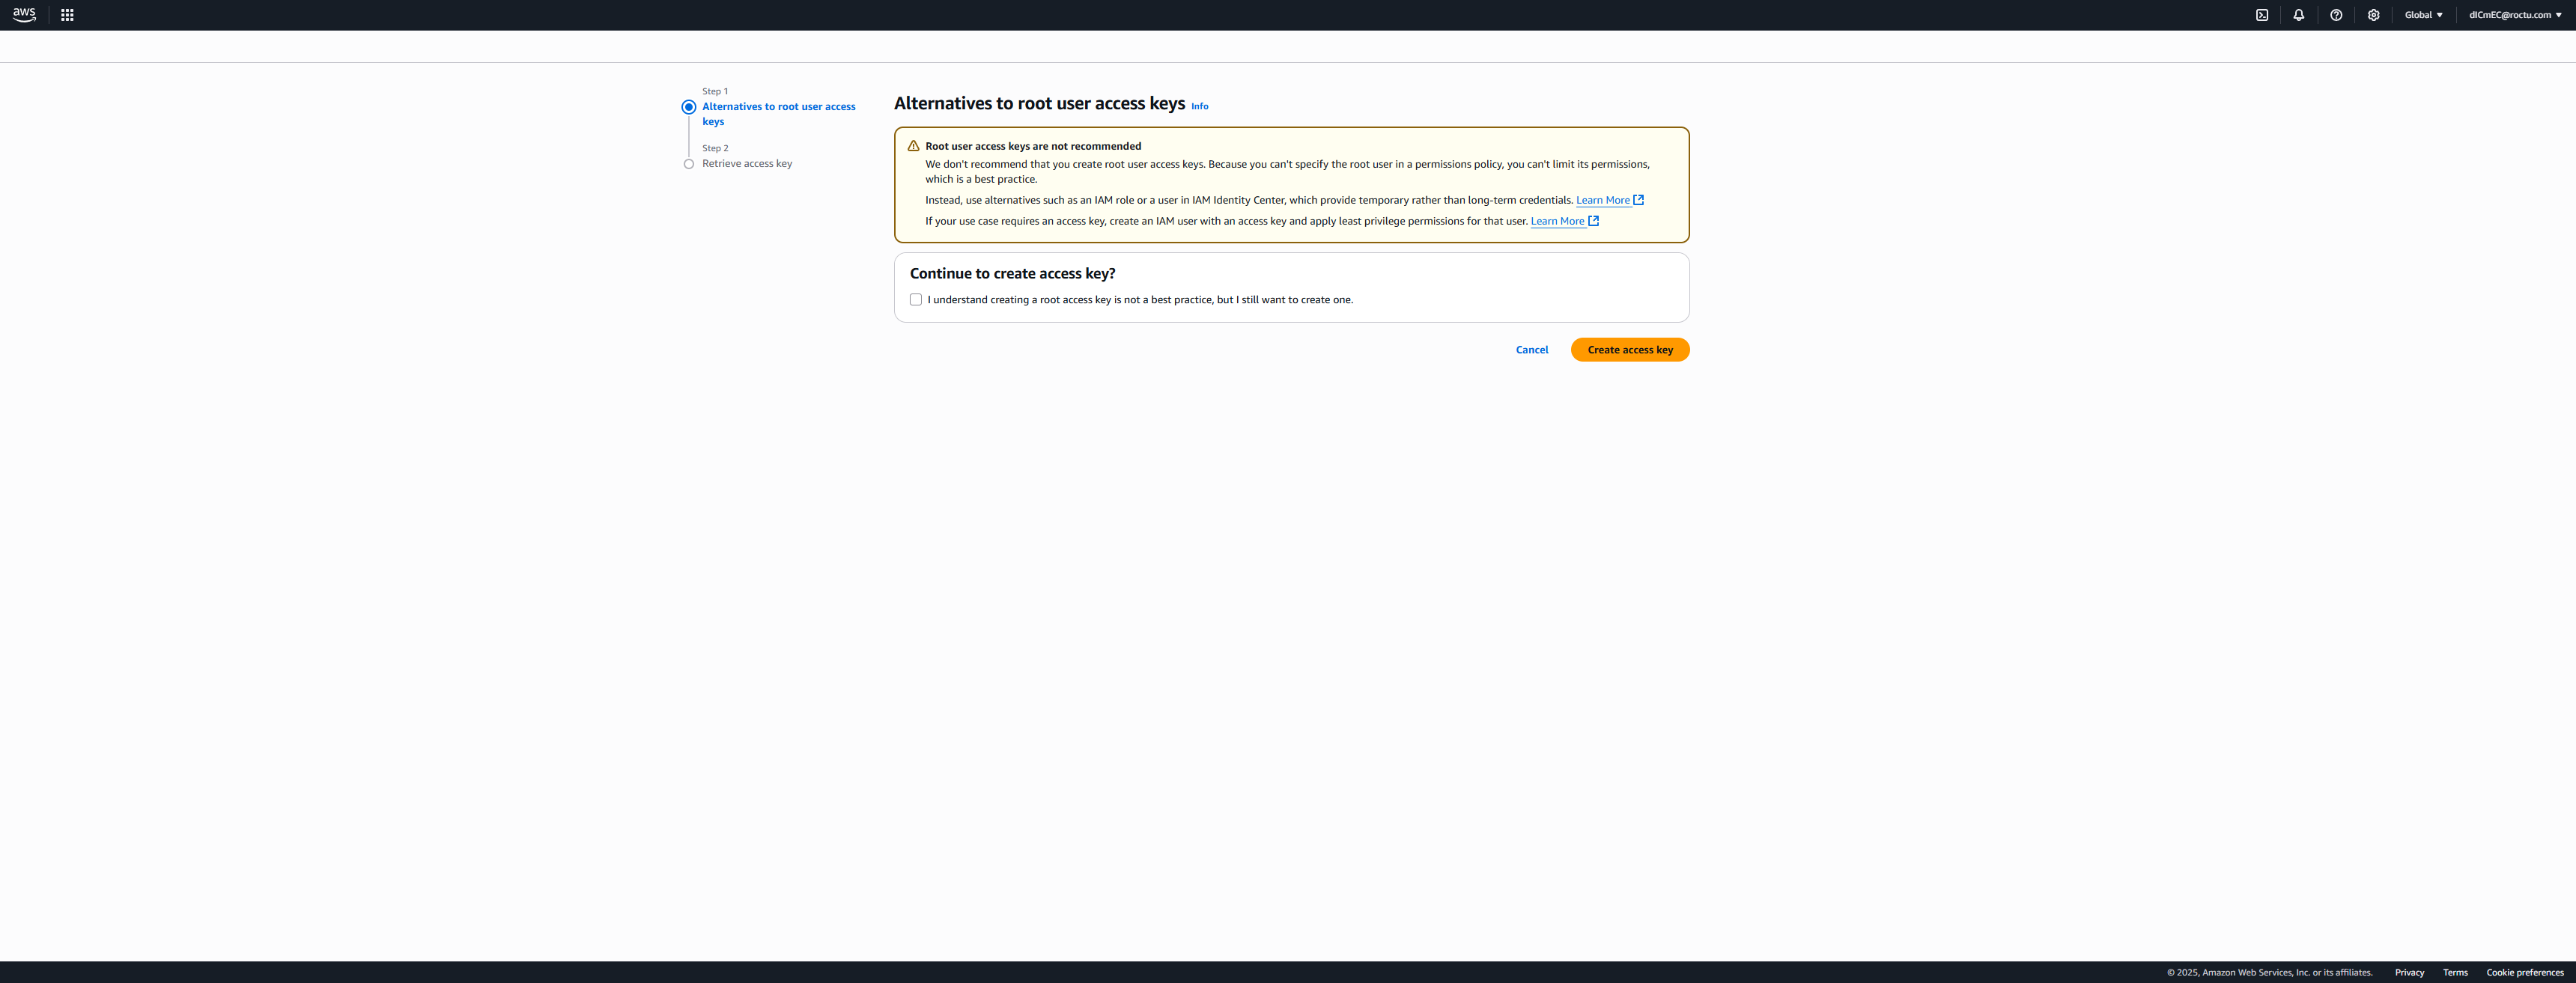 aws
Global
dICmEC@roctu.com
Step 1
Alternatives to root user access
keys
Step 2
Retrieve access key
Alternatives to root user access keys Info
Root user access keys are not recommended
We don't recommend that you create root user access keys. Because you can't specify the root user in a permissions policy, you can't limit its permissions,
which is a best practice.
Instead, use alternatives such as an IAM role or a user in IAM Identity Center, which provide temporary rather than long-term credentials. Learn More
If your use case requires an access key, create an IAM user with an access key and apply least privilege permissions for that user. Learn More
Continue to create access key?
I understand creating a root access key is not a best practice, but I still want to create one.
Cancel
Create access key
© 2025, Amazon Web Services, Inc. or its affiliates.
Privacy
Terms
Cookie preferences